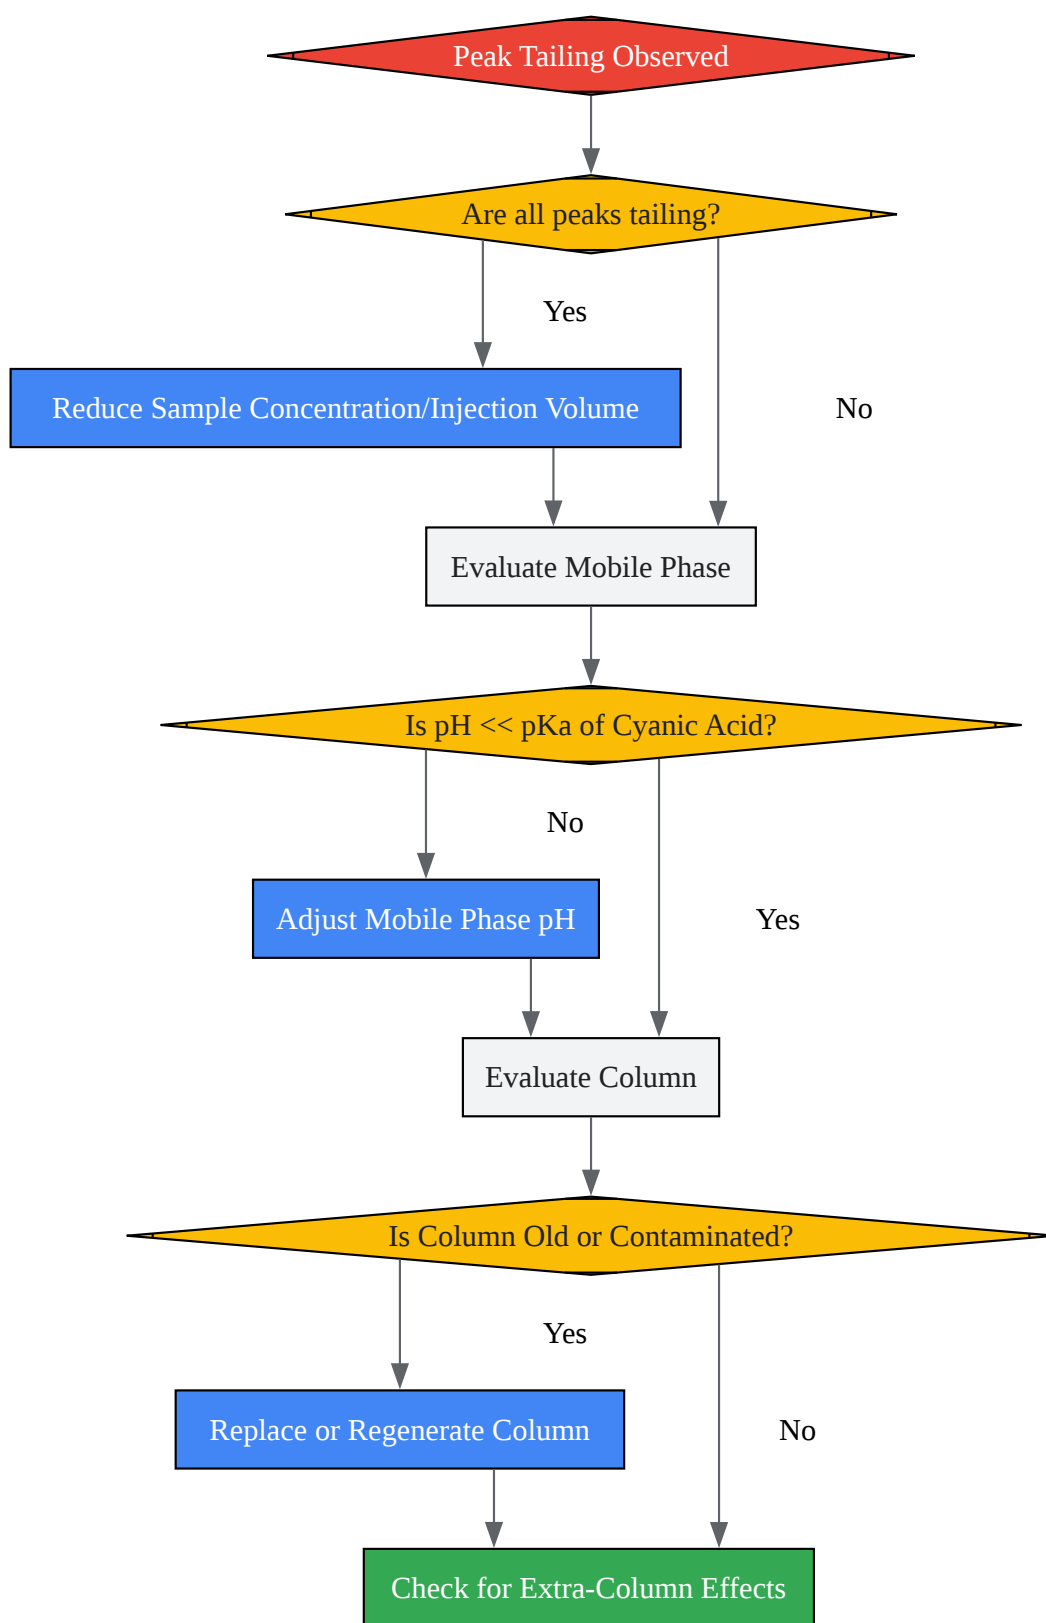 Peak Tailing Observed
Are all peaks tailing?
Yes
Reduce Sample Concentration/Injection Volume
No
Evaluate Mobile Phase
Is pH << pKa of Cyanic Acid?
No
Adjust Mobile Phase pH
Yes
Evaluate Column
Is Column Old or Contaminated?
Yes
Replace or Regenerate Column
No
Check for Extra-Column Effects